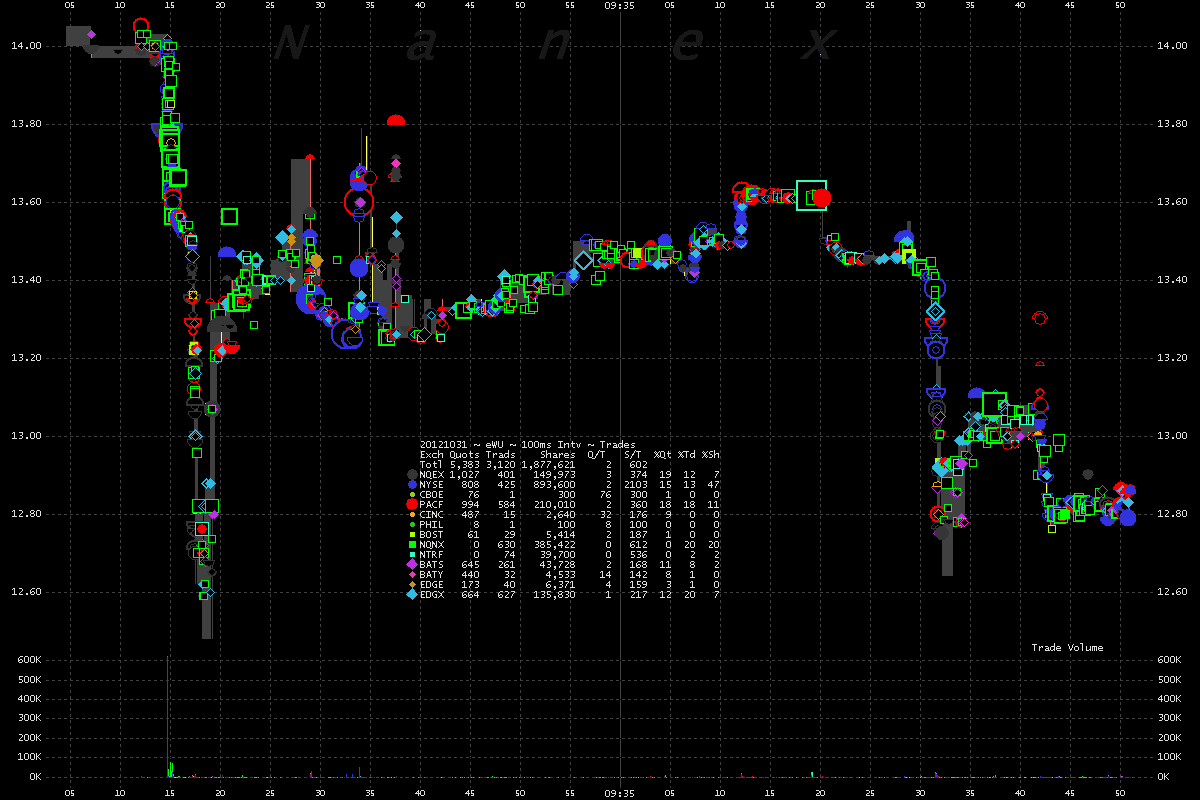 05 10 15 20 25 30 35 40 45 50 55 09:35 05 10 15 20 25 30 35 40 45 50
N a n e x
14.00 14.00
13.80 13.80
13.60 13.60
13.40 13.40
13.20 13.20
13.00 13.00
20121031 ~ eWU ~ 100ms Intv ~ Trades
Exch Quots Trads Shares Q/T S/T %Qt %Td %Sh
Totl 5,383 3,120 1,877,621 2 602
NQEX 1,027 401 149,973 3 374 19 12 7
NYSE 808 425 893,600 2 2103 15 13 47
CBOE 76 1 300 76 300 1 0 0
PACF 994 584 210,010 2 360 18 18 11
CINC 487 15 2,640 32 176 9 0 0
12.80 12.80
PHIL 8 1 100 8 100 0 0 0
BOST 61 29 5,414 2 187 1 0 0
NQNX 0 630 385,422 0 612 0 20 20
NTRF 0 74 39,700 0 536 0 2 2
BATS 645 261 43,728 2 168 11 8 2
BATY 440 32 4,533 14 142 8 1 0
EDGE 173 40 6,371 4 159 3 1 0
EDGX 664 627 135,830 1 217 12 20 7
12.60 12.60
Trade Volume
600K 600K
500K 500K
400K 400K
300K 300K
200K 200K
100K 100K
0K 0K
05 10 15 20 25 30 35 40 45 50 55 09:35 05 10 15 20 25 30 35 40 45 50